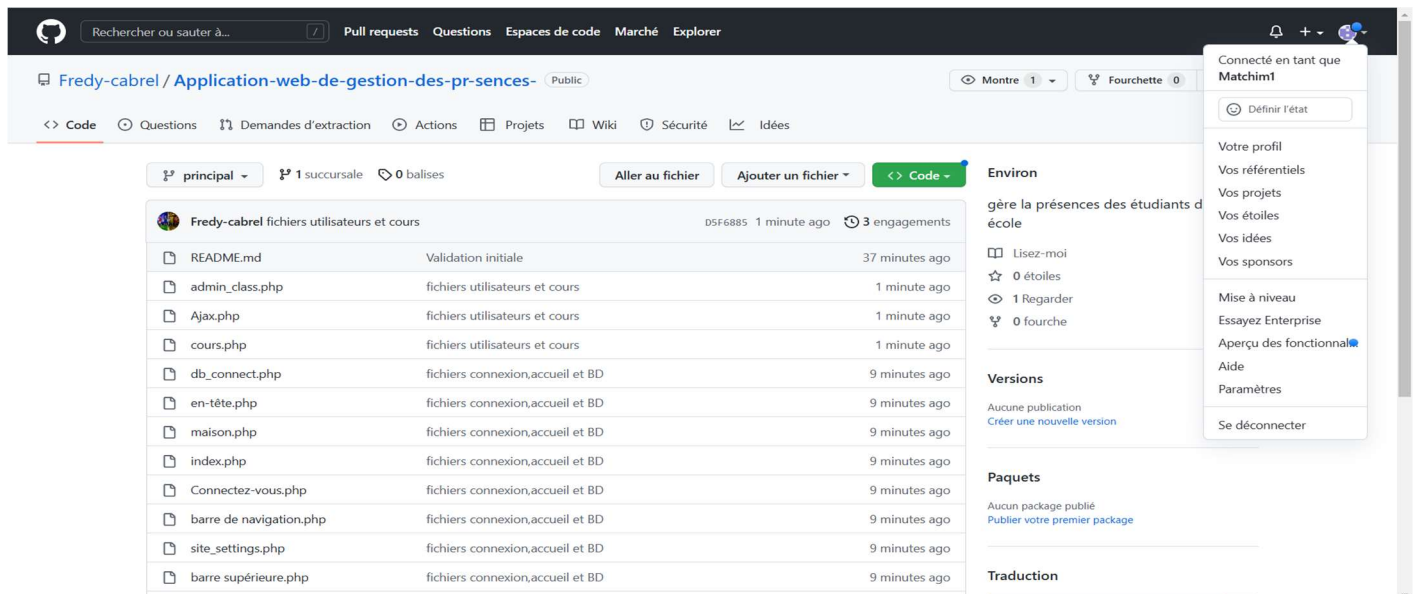 Rechercher ou sauter à... / Pull requests Questions Espaces de code Marché Explorer
Fredy-cabrel / Application-web-de-gestion-des-pr-sences- Public Montre 1 Fourchette 0
<> Code Questions Demandes d'extraction Actions Projets Wiki Sécurité Idées
principal 1 succursale 0 balises Aller au fichier Ajouter un fichier <> Code
Fredy-cabrel fichiers utilisateurs et cours D5F6885 1 minute ago 3 engagements
README.md Validation initiale 37 minutes ago
admin_class.php fichiers utilisateurs et cours 1 minute ago
Ajax.php fichiers utilisateurs et cours 1 minute ago
cours.php fichiers utilisateurs et cours 1 minute ago
db_connect.php fichiers connexion,accueil et BD 9 minutes ago
en-tête.php fichiers connexion,accueil et BD 9 minutes ago
maison.php fichiers connexion,accueil et BD 9 minutes ago
index.php fichiers connexion,accueil et BD 9 minutes ago
Connectez-vous.php fichiers connexion,accueil et BD 9 minutes ago
barre de navigation.php fichiers connexion,accueil et BD 9 minutes ago
site_settings.php fichiers connexion,accueil et BD 9 minutes ago
barre supérieure.php fichiers connexion,accueil et BD 9 minutes ago
Environ
gère la présences des étudiants d
école
Lisez-moi
0 étoiles
1 Regarder
0 fourche
Versions
Aucune publication
Créer une nouvelle version
Paquets
Aucun package publié
Publier votre premier package
Traduction
Connecté en tant que
Matchim1
Définir l'état
Votre profil
Vos référentiels
Vos projets
Vos étoiles
Vos idées
Vos sponsors
Mise à niveau
Essayez Enterprise
Aperçu des
Aide
Paramètres
Se déconnecter